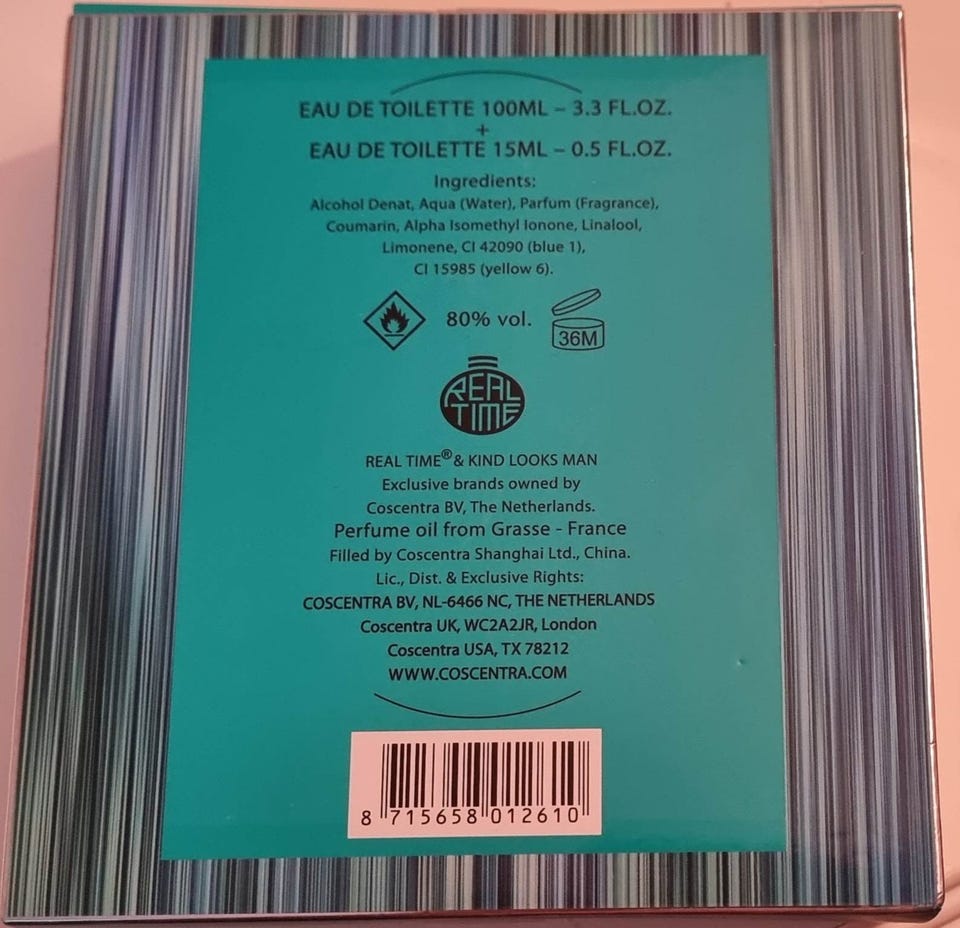 EAU DE TOILETTE 100ML – 3.3 FL.OZ.
+
EAU DE TOILETTE 15ML – 0.5 FL.OZ.
Ingredients:
Alcohol Denat, Aqua (Water), Parfum (Fragrance),
Coumarin, Alpha Isomethyl Ionone, Linalool,
Limonene, CI 42090 (blue 1),
CI 15985 (yellow 6).
80% vol.
36M
REAL
TIME
REAL TIME® & KIND LOOKS MAN
Exclusive brands owned by
Coscentra BV, The Netherlands.
Perfume oil from Grasse - France
Filled by Coscentra Shanghai Ltd., China.
Lic., Dist. & Exclusive Rights:
COSCENTRA BV, NL-6466 NC, THE NETHERLANDS
Coscentra UK, WC2A2JR, London
Coscentra USA, TX 78212
WWW.COSCENTRA.COM
8 715658 012610